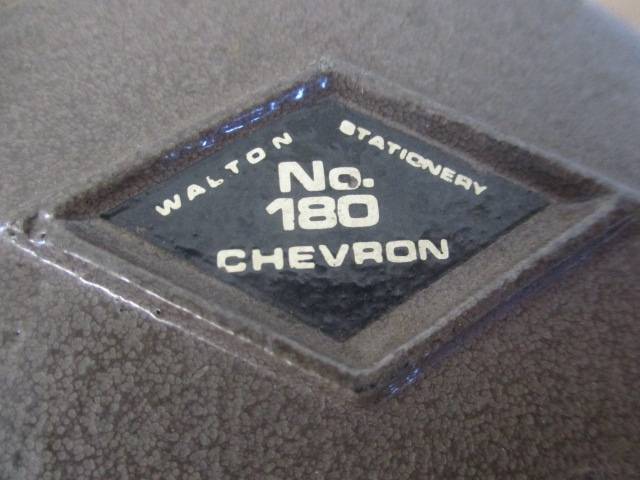 WALTON STATIONERY
No.
180
CHEVRON